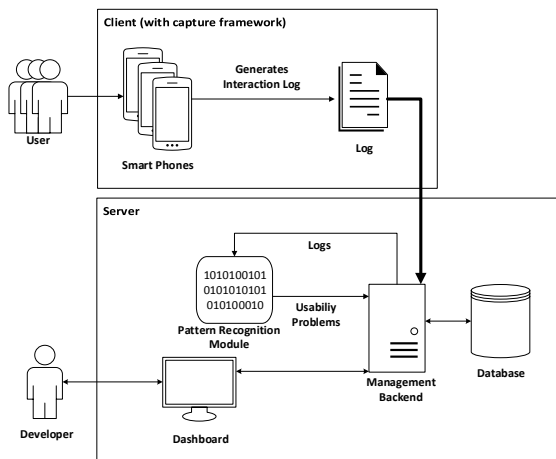 Client (with capture framework)
Generates
Interaction Log
User
Smart Phones
Log
Server
Logs
1010100101
0101010101
010100010
Usabiliy
Problems
Pattern Recognition
Module
Management
Backend
Database
Developer
Dashboard